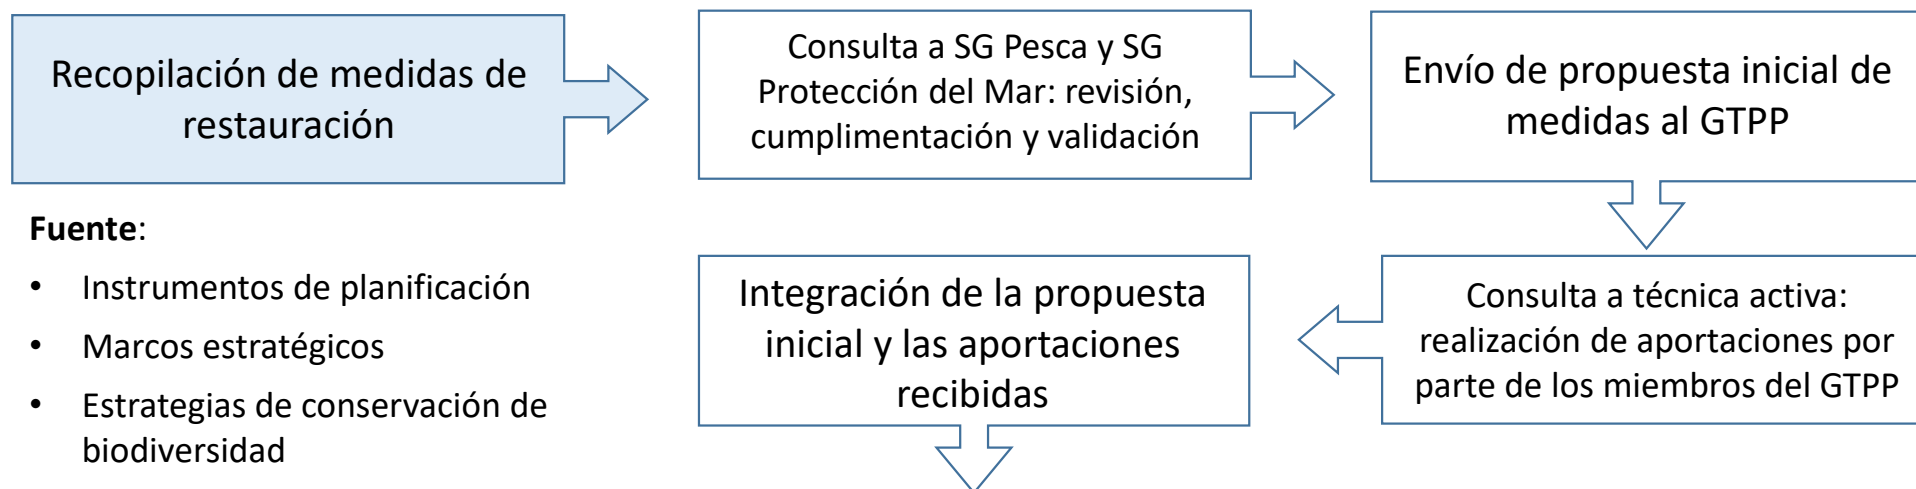 Recopilación de medidas de
restauración
Consulta a SG Pesca y SG
Protección del Mar: revisión,
cumplimentación y validación
Envío de propuesta inicial de
medidas al GTPP
Fuente:
• Instrumentos de planificación
• Marcos estratégicos
• Estrategias de conservación de
biodiversidad
Consulta a técnica activa:
realización de aportaciones por
parte de los miembros del GTPP
Integración de la propuesta
inicial y las aportaciones
recibidas